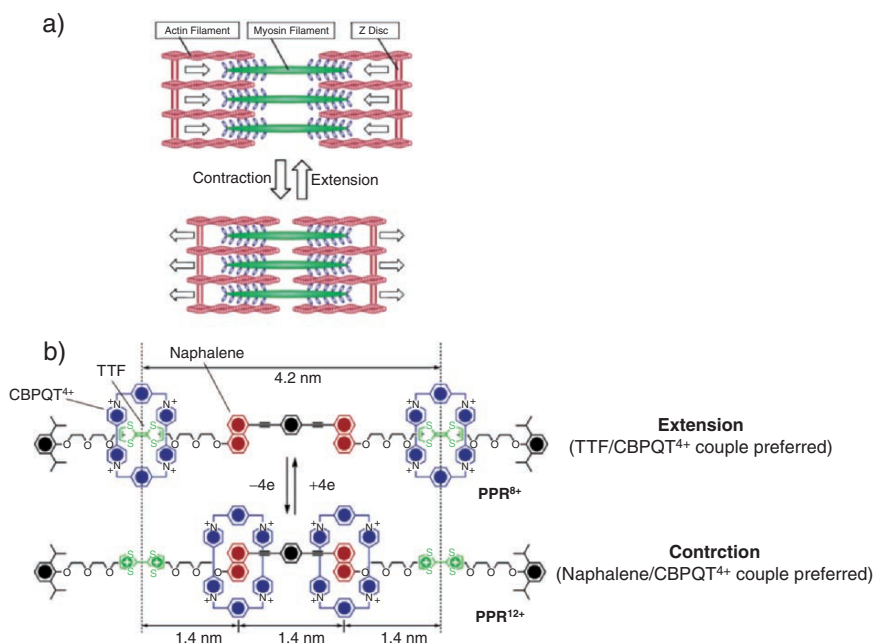 a)
Actin Filament
Myosin Filament
Z Disc
Contraction
Extension
b)
Naphalene
TTF
4.2 nm
CBPQT4+
+N
N+
+N
N+
S
S
S
S
O
O
O
O
O
O
+N
N+
+N
N+
S
S
S
S
O
O
O
O
O
O
Extension
(TTF/CBPQT4+ couple preferred)
PPR8+
−4e
+4e
+N
N+
+N
N+
S
S
S
S
O
O
O
O
O
O
+N
N+
+N
N+
S
S
S
S
O
O
O
O
O
O
Contrction
(Naphalene/CBPQT4+ couple preferred)
PPR12+
1.4 nm
1.4 nm
1.4 nm